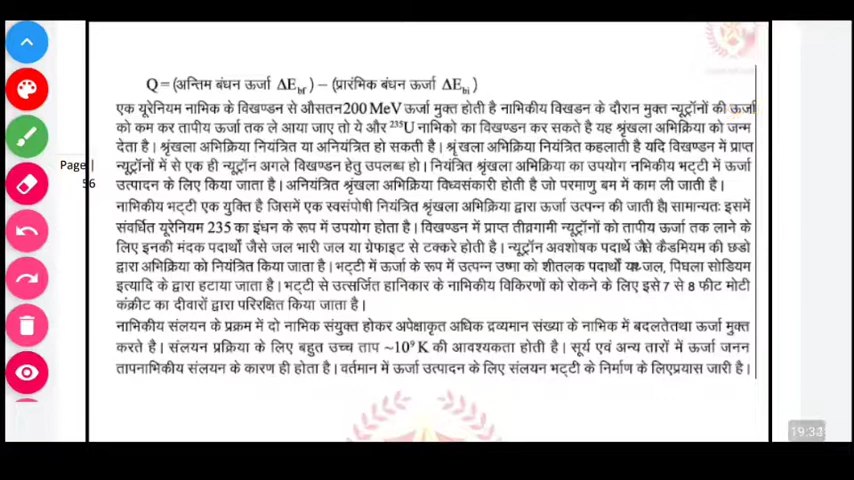 Q = (अन्तिम बंधन ऊर्जा ΔE_bf) − (प्रारंभिक बंधन ऊर्जा ΔE_bi)
एक यूरेनियम नाभिक के विखण्डन से औसतन 200 MeV ऊर्जा मुक्त होती है नाभिकीय विखडन के दौरान मुक्त न्यूट्रॉनों की ऊर्जा
को कम कर तापीय ऊर्जा तक ले आया जाए तो ये और ²³⁵U नाभिको का विखण्डन कर सकते है यह श्रृंखला अभिक्रिया को जन्म
देता है। श्रृंखला अभिक्रिया नियंत्रित या अनियंत्रित हो सकती है। श्रृंखला अभिक्रिया नियंत्रित कहलाती है यदि विखण्डन में प्राप्त
Page |
न्यूट्रॉनों में से एक ही न्यूट्रॉन अगले विखण्डन हेतु उपलब्ध हो। नियंत्रित श्रृंखला अभिक्रिया का उपयोग नभिकीय भट्टी में ऊर्जा
56
उत्पादन के लिए किया जाता है। अनियंत्रित श्रृंखला अभिक्रिया विध्वसंकारी होती है जो परमाणु बम में काम ली जाती है।
नाभिकीय भट्टी एक युक्ति है जिसमें एक स्वसंपोषी नियंत्रित श्रृंखला अभिक्रिया द्वारा ऊर्जा उत्पन्न की जाती है। सामान्यतः इसमें
संवर्धित यूरेनियम 235 का इंधन के रूप में उपयोग होता है। विखण्डन में प्राप्त तीव्रगामी न्यूट्रॉनों को तापीय ऊर्जा तक लाने के
लिए इनकी मंदक पदार्थो जैसे जल भारी जल या ग्रेफाइट से टक्करे होती है। न्यूट्रॉन अवशोषक पदार्थ जैसे कैडमियम की छडो
द्वारा अभिक्रिया को नियंत्रित किया जाता है। भट्टी में ऊर्जा के रूप में उत्पन्न उष्मा को शीतलक पदार्थो यथा जल, पिघला सोडियम
इत्यादि के द्वारा हटाया जाता है। भट्टी से उत्सर्जित हानिकार के नाभिकीय विकिरणों को रोकने के लिए इसे 7 से 8 फीट मोटी
कंक्रीट का दीवारों द्वारा परिरक्षित किया जाता है।
नाभिकीय संलयन के प्रक्रम में दो नाभिक संयुक्त होकर अपेक्षाकृत अधिक द्रव्यमान संख्या के नाभिक में बदलतेतथा ऊर्जा मुक्त
करते है। संलयन प्रक्रिया के लिए बहुत उच्च ताप ~10⁹ K की आवश्यकता होती है। सूर्य एवं अन्य तारों में ऊर्जा जनन
तापनाभिकीय संलयन के कारण ही होता है। वर्तमान में ऊर्जा उत्पादन के लिए संलयन भट्टी के निर्माण के लिएप्रयास जारी है।